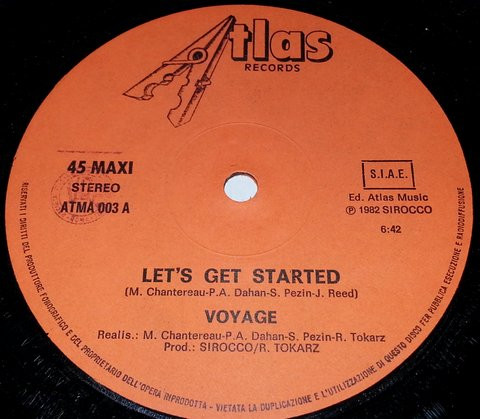 Atlas
RECORDS
45 MAXI
STEREO
ATMA 003 A
S.I.A.E.
Ed. Atlas Music
℗ 1982 SIROCCO
6:42
LET'S GET STARTED
(M. Chantereau-P.A. Dahan-S. Pezin-J. Reed)
VOYAGE
Realis.: M. Chantereau-P.A. Dahan-S. Pezin-R. Tokarz
Prod.: SIROCCO/R. TOKARZ
RISERVATI I DIRITTI DEL PRODUTTORE FONOGRAFICO E DEL PROPRIETARIO DELL'OPERA RIPRODOTTA - VIETATA LA DUPLICAZIONE E L'UTILIZZAZIONE DI QUESTO DISCO PER PUBBLICA ESECUZIONE E RADIODIFFUSIONE